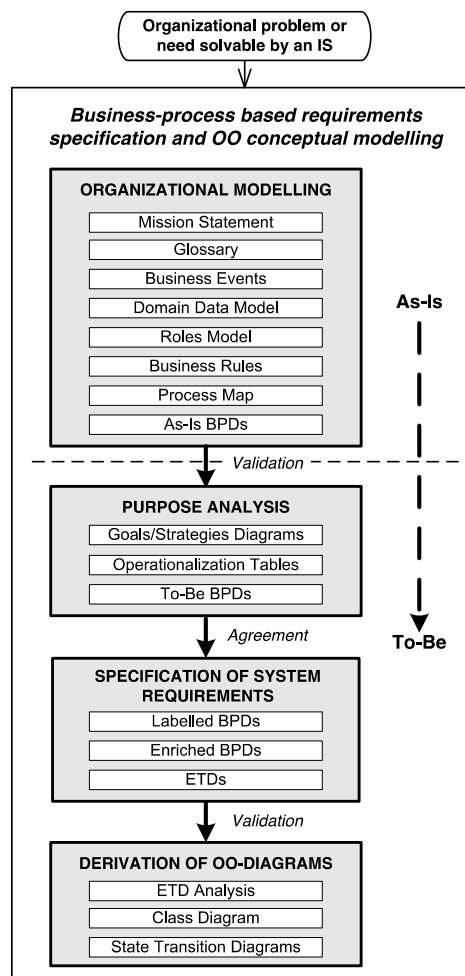 Organizational problem or
need solvable by an IS
Business-process based requirements
specification and OO conceptual modelling
ORGANIZATIONAL MODELLING
Mission Statement
Glossary
Business Events
Domain Data Model
Roles Model
Business Rules
Process Map
As-Is BPDs
As-Is
Validation
PURPOSE ANALYSIS
Goals/Strategies Diagrams
Operationalization Tables
To-Be BPDs
To-Be
Agreement
SPECIFICATION OF SYSTEM
REQUIREMENTS
Labelled BPDs
Enriched BPDs
ETDs
Validation
DERIVATION OF OO-DIAGRAMS
ETD Analysis
Class Diagram
State Transition Diagrams